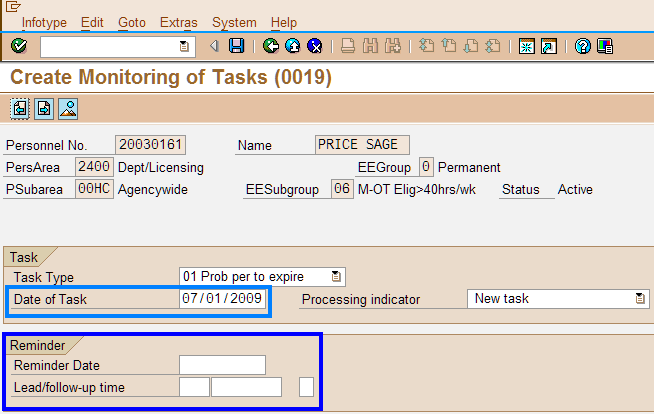 Infotype Edit Goto Extras System Help
Create Monitoring of Tasks (0019)
Personnel No. 20030161 Name PRICE SAGE
PersArea 2400 Dept/Licensing EEGroup 0 Permanent
PSubarea 00HC Agencywide EESubgroup 06 M-OT Elig>40hrs/wk Status Active
Task
Task Type 01 Prob per to expire
Date of Task 07/01/2009 Processing indicator New task
Reminder
Reminder Date
Lead/follow-up time